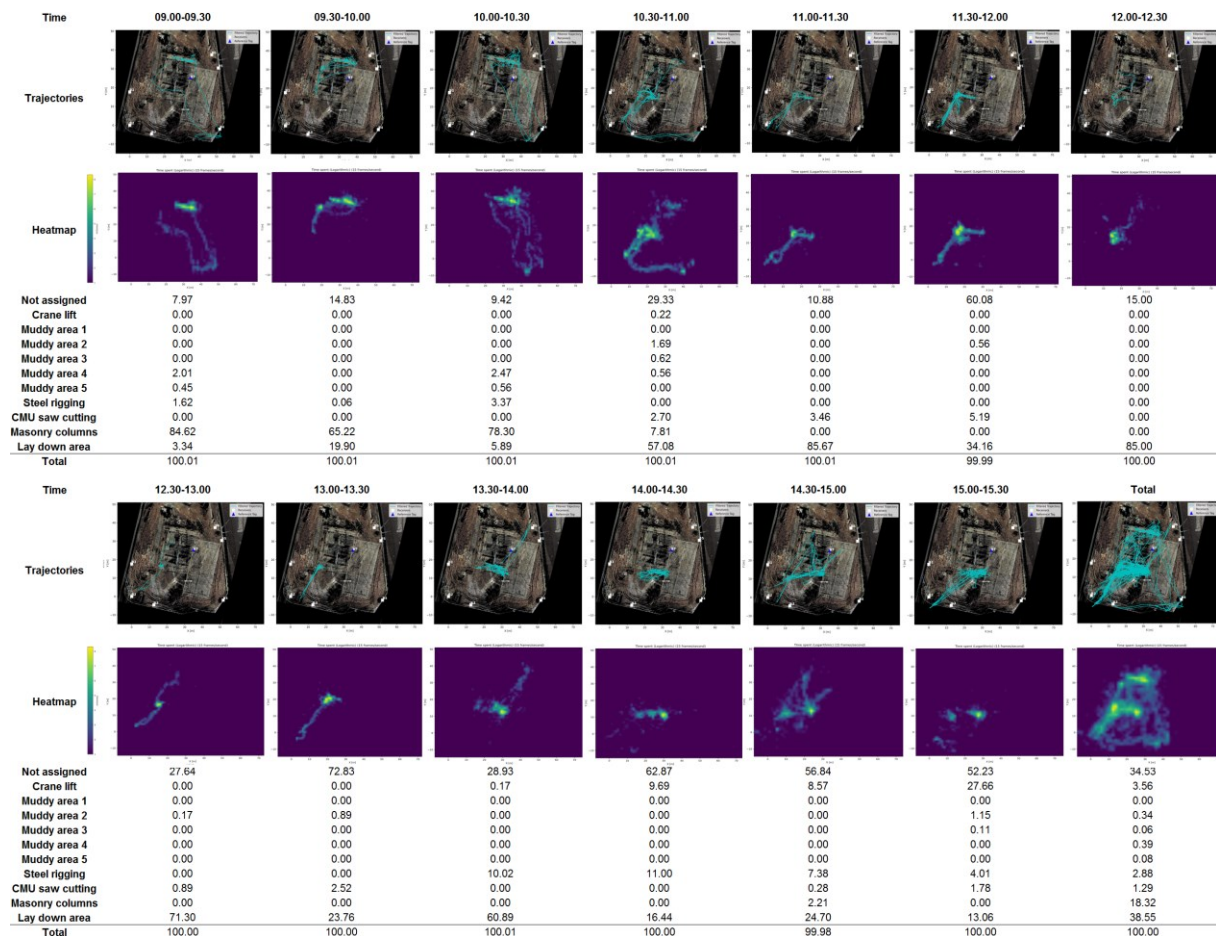 Time 09.00-09.30 09.30-10.00 10.00-10.30 10.30-11.00 11.00-11.30 11.30-12.00 12.00-12.30
Trajectories
Heatmap
Not assigned 7.97 14.83 9.42 29.33 10.88 60.08 15.00
Crane lift 0.00 0.00 0.00 0.22 0.00 0.00 0.00
Muddy area 1 0.00 0.00 0.00 0.00 0.00 0.00 0.00
Muddy area 2 0.00 0.00 0.00 1.69 0.00 0.56 0.00
Muddy area 3 0.00 0.00 0.00 0.62 0.00 0.00 0.00
Muddy area 4 2.01 0.00 2.47 0.56 0.00 0.00 0.00
Muddy area 5 0.45 0.00 0.56 0.00 0.00 0.00 0.00
Steel rigging 1.62 0.06 3.37 0.00 0.00 0.00 0.00
CMU saw cutting 0.00 0.00 0.00 2.70 3.46 5.19 0.00
Masonry columns 84.62 65.22 78.30 7.81 0.00 0.00 0.00
Lay down area 3.34 19.90 5.89 57.08 85.67 34.16 85.00
Total 100.01 100.01 100.01 100.01 100.01 99.99 100.00
Time 12.30-13.00 13.00-13.30 13.30-14.00 14.00-14.30 14.30-15.00 15.00-15.30 Total
Trajectories
Heatmap
Not assigned 27.64 72.83 28.93 62.87 56.84 52.23 34.53
Crane lift 0.00 0.00 0.17 9.69 8.57 27.66 3.56
Muddy area 1 0.00 0.00 0.00 0.00 0.00 0.00 0.00
Muddy area 2 0.17 0.89 0.00 0.00 0.00 1.15 0.34
Muddy area 3 0.00 0.00 0.00 0.00 0.00 0.11 0.06
Muddy area 4 0.00 0.00 0.00 0.00 0.00 0.00 0.39
Muddy area 5 0.00 0.00 0.00 0.00 0.00 0.00 0.08
Steel rigging 0.00 0.00 10.02 11.00 7.38 4.01 2.88
CMU saw cutting 0.89 2.52 0.00 0.00 0.28 1.78 1.29
Masonry columns 0.00 0.00 0.00 0.00 2.21 0.00 18.32
Lay down area 71.30 23.76 60.89 16.44 24.70 13.06 38.55
Total 100.00 100.00 100.01 100.00 99.98 100.00 100.00